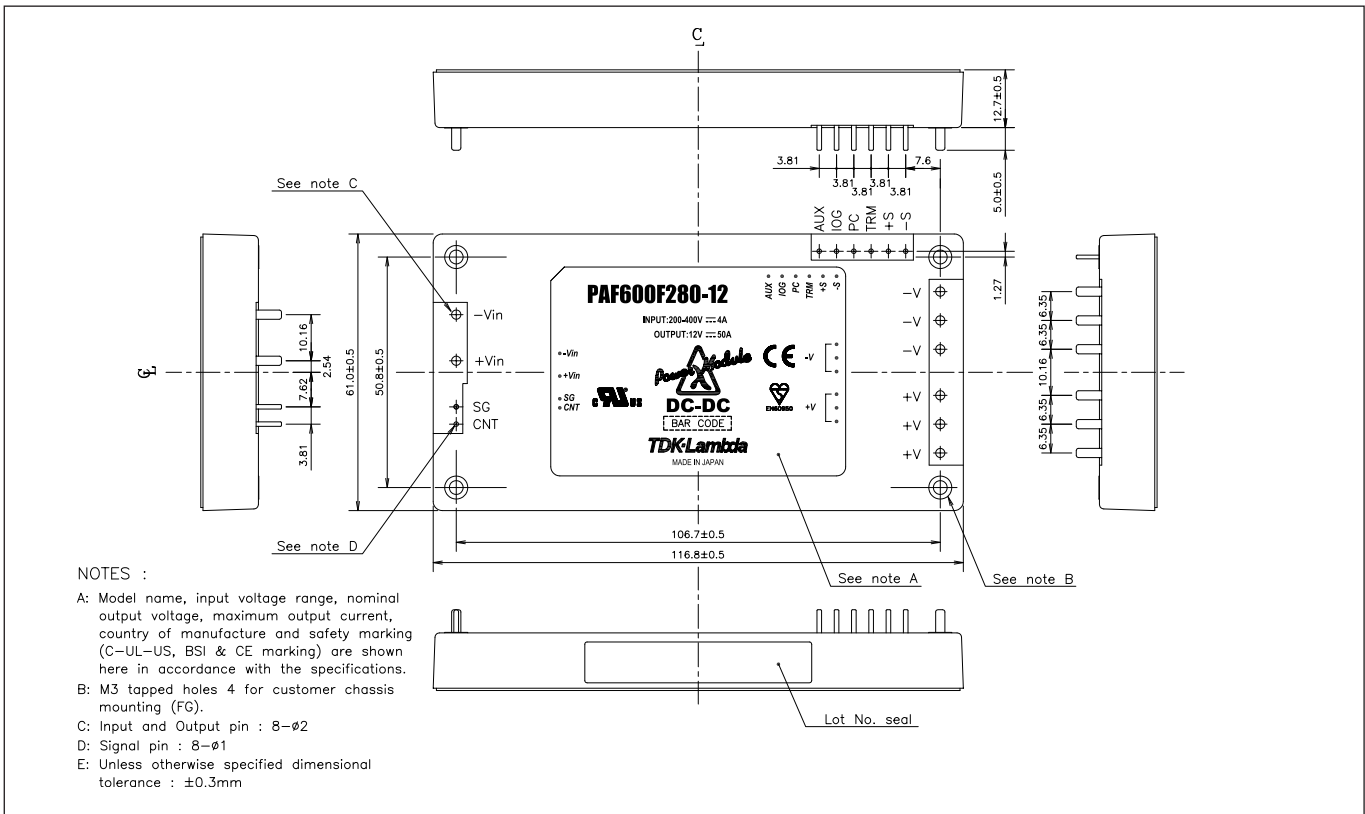 C L
12.7±0.5
3.81
7.6
3.81 3.81
3.81 3.81
5.0±0.5
See note C
AUX
IOG
PC
TRM
+S
-S
1.27
PAF600F280-12
AUX
IOG
PC
TRM
+S
-S
INPUT:200-400V 4A
OUTPUT:12V 50A
-Vin
+Vin
SG
CNT
Power Module
DC-DC
CE
C US
EN60950
-V
+V
BAR CODE
TDK-Lambda
MADE IN JAPAN
−Vin
+Vin
SG
CNT
−V
−V
−V
+V
+V
+V
C L
10.16
2.54
7.62
3.81
61.0±0.5
50.8±0.5
6.35
6.35
10.16
6.35
6.35
106.7±0.5
116.8±0.5
See note D
See note A
See note B
Lot No. seal
NOTES :
A: Model name, input voltage range, nominal
output voltage, maximum output current,
country of manufacture and safety marking
(C−UL−US, BSI & CE marking) are shown
here in accordance with the specifications.
B: M3 tapped holes 4 for customer chassis
mounting (FG).
C: Input and Output pin : 8−ø2
D: Signal pin : 8−ø1
E: Unless otherwise specified dimensional
tolerance : ±0.3mm